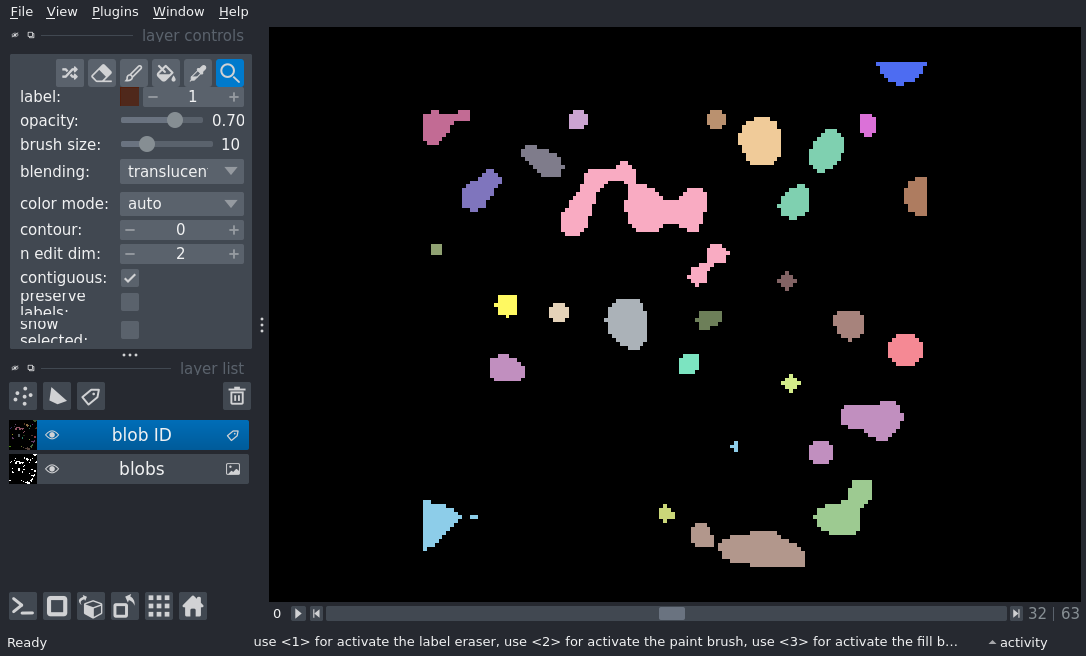 File View Plugins Window Help
layer controls
label: 1
opacity: 0.70
brush size: 10
blending: translucen
color mode: auto
contour: 0
n edit dim: 2
contiguous:
preserve
labels:
show
selected:
layer list
blob ID
blobs
0 32 | 63
Ready use <1> for activate the label eraser, use <2> for activate the paint brush, use <3> for activate the fill b... activity